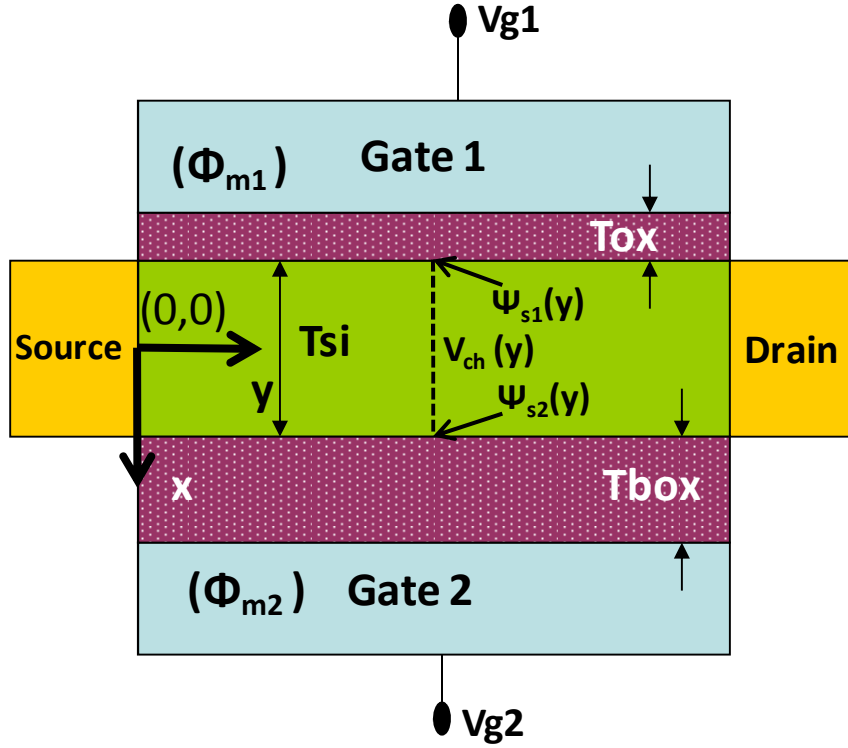 Vg1
(Φm1)
Gate 1
Tox
(0,0)
Ψs1(y)
Source
Tsi
Vch (y)
Drain
y
Ψs2(y)
x
Tbox
(Φm2)
Gate 2
Vg2